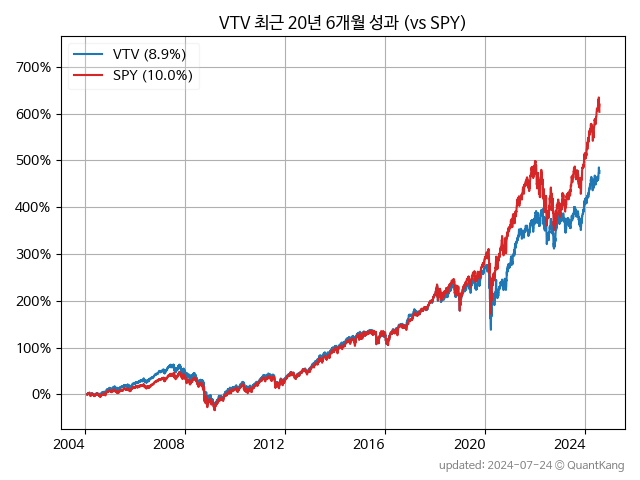 VTV 최근 20년 6개월 성과 (vs SPY)
VTV (8.9%)
SPY (10.0%)
700%
600%
500%
400%
300%
200%
100%
0%
2004 2008 2012 2016 2020 2024
updated: 2024-07-24 © QuantKang